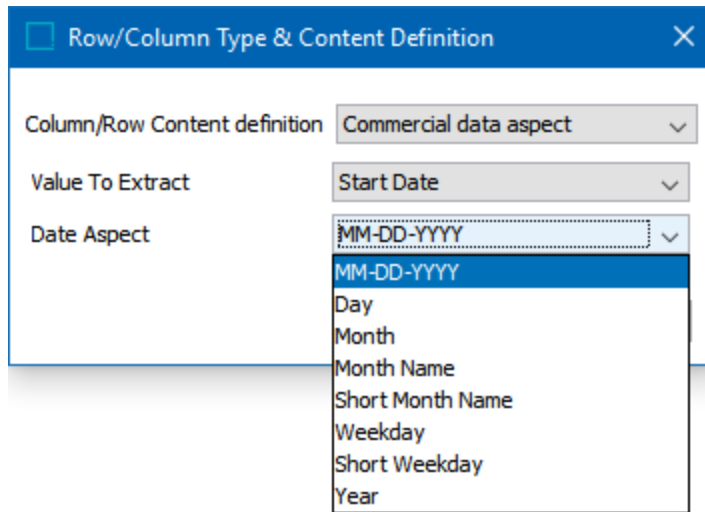 Row/Column Type & Content Definition
Column/Row Content definition Commercial data aspect
Value To Extract Start Date
Date Aspect MM-DD-YYYY
MM-DD-YYYY
Day
Month
Month Name
Short Month Name
Weekday
Short Weekday
Year